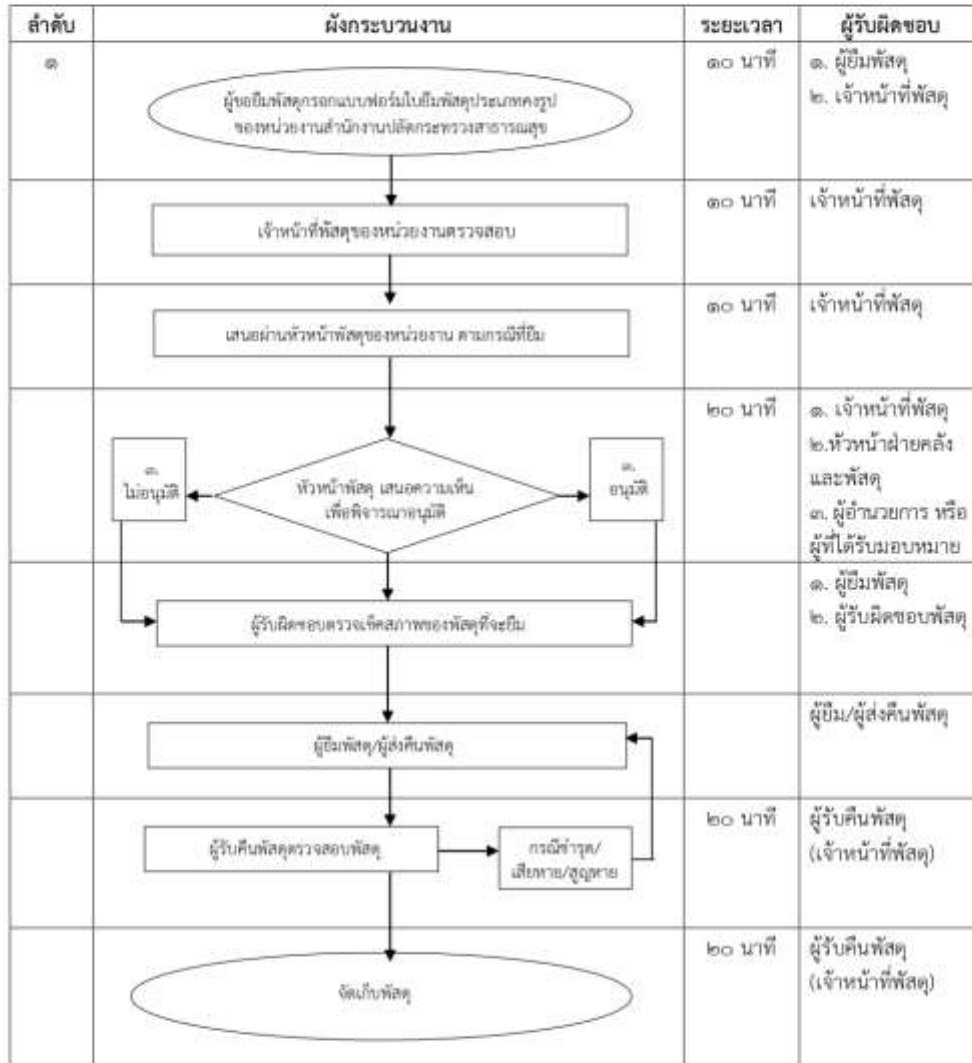 ลำดับ
ผังกระบวนงาน
ระยะเวลา
ผู้รับผิดชอบ
๑
ผู้ขอยืมพัสดุกรอกแบบฟอร์มใบยืมพัสดุประเภทคงรูป
ของหน่วยงานสำนักงานปลัดกระทรวงสาธารณสุข
๑๐ นาที
๑. ผู้ยืมพัสดุ
๒. เจ้าหน้าที่พัสดุ
เจ้าหน้าที่พัสดุของหน่วยงานตรวจสอบ
๑๐ นาที
เจ้าหน้าที่พัสดุ
เสนอผ่านหัวหน้าพัสดุของหน่วยงาน ตามกรณีที่ยืม
๑๐ นาที
เจ้าหน้าที่พัสดุ
๓.
ไม่อนุมัติ
หัวหน้าพัสดุ เสนอความเห็น
เพื่อพิจารณาอนุมัติ
๓.
อนุมัติ
๒๐ นาที
๑. เจ้าหน้าที่พัสดุ
๒.หัวหน้าฝ่ายคลัง
และพัสดุ
๓. ผู้อำนวยการ หรือ
ผู้ที่ได้รับมอบหมาย
ผู้รับผิดชอบตรวจเช็คสภาพของพัสดุที่จะยืม
๑. ผู้ยืมพัสดุ
๒. ผู้รับผิดชอบพัสดุ
ผู้ยืมพัสดุ/ผู้ส่งคืนพัสดุ
ผู้ยืม/ผู้ส่งคืนพัสดุ
ผู้รับคืนพัสดุตรวจสอบพัสดุ
กรณีชำรุด/
เสียหาย/สูญหาย
๒๐ นาที
ผู้รับคืนพัสดุ
(เจ้าหน้าที่พัสดุ)
จัดเก็บพัสดุ
๒๐ นาที
ผู้รับคืนพัสดุ
(เจ้าหน้าที่พัสดุ)